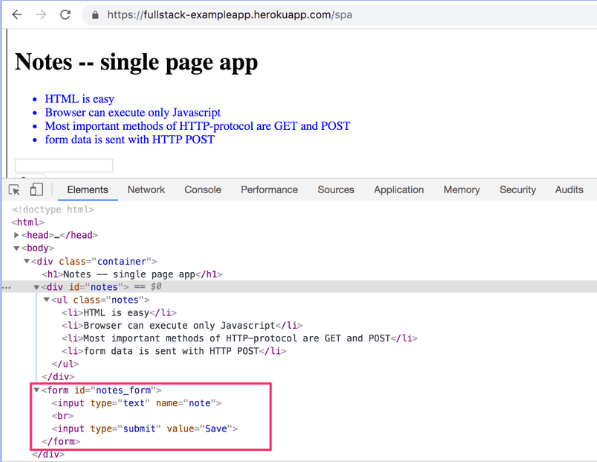 https://fullstack-exampleapp.herokuapp.com/spa
Notes -- single page app
HTML is easy
Browser can execute only Javascript
Most important methods of HTTP-protocol are GET and POST
form data is sent with HTTP POST
Elements Network Console Performance Sources Application Memory Security Audits
<!doctype html>
<html>
<head>…</head>
<body>
<div class="container">
<h1>Notes -- single page app</h1>
<div id="notes"> == $0
<ul class="notes">
<li>HTML is easy</li>
<li>Browser can execute only Javascript</li>
<li>Most important methods of HTTP-protocol are GET and POST</li>
<li>form data is sent with HTTP POST</li>
</ul>
</div>
<form id="notes_form">
<input type="text" name="note">
<br>
<input type="submit" value="Save">
</form>
</div>